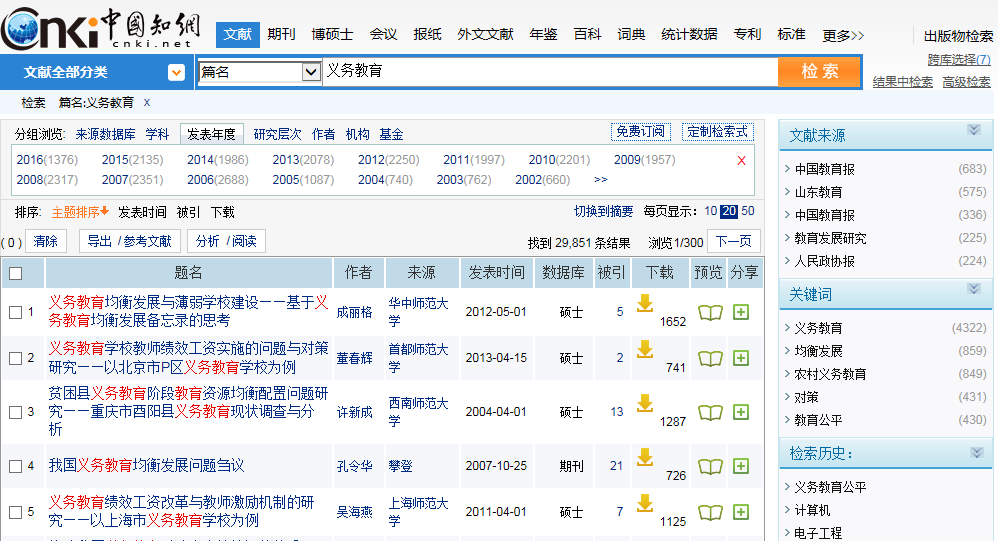 Cnki 中國知網
cnki.net
文献 期刊 博硕士 会议 报纸 外文文献 年鉴 百科 词典 统计数据 专利 标准 更多>> 出版物检索
文献全部分类 篇名 义务教育 检索 跨库选择(7)
结果中检索 高级检索
检索 篇名:义务教育 x
分组浏览: 来源数据库 学科 发表年度 研究层次 作者 机构 基金 免费订阅 定制检索式
2016(1376) 2015(2135) 2014(1986) 2013(2078) 2012(2250) 2011(1997) 2010(2201) 2009(1957) X
2008(2317) 2007(2351) 2006(2688) 2005(1087) 2004(740) 2003(762) 2002(660) >>
排序: 主题排序 发表时间 被引 下载 切换到摘要 每页显示: 10 20 50
(0) 清除 导出 / 参考文献 分析 / 阅读 找到 29,851 条结果 浏览1/300 下一页
题名 作者 来源 发表时间 数据库 被引 下载 预览 分享
1 义务教育均衡发展与薄弱学校建设——基于义
务教育均衡发展备忘录的思考 成丽格 华中师范大
学 2012-05-01 硕士 5 1652
2 义务教育学校教师绩效工资实施的问题与对策
研究——以北京市P区义务教育学校为例 董春辉 首都师范大
学 2013-04-15 硕士 2 741
3 贫困县义务教育阶段教育资源均衡配置问题研
究——重庆市酉阳县义务教育现状调查与分
析 许新成 西南师范大
学 2004-04-01 硕士 13 1287
4 我国义务教育均衡发展问题刍议 孔令华 攀登 2007-10-25 期刊 21 726
5 义务教育绩效工资改革与教师激励机制的研
究——以上海市义务教育学校为例 吴海燕 上海师范大
学 2011-04-01 硕士 7 1125
文献来源
> 中国教育报 (683)
> 山东教育 (575)
> 中国教育报 (336)
> 教育发展研究 (225)
> 人民政协报 (224)
关键词
> 义务教育 (4322)
> 均衡发展 (859)
> 农村义务教育 (849)
> 对策 (431)
> 教育公平 (430)
检索历史:
> 义务教育公平
> 计算机
> 电子工程